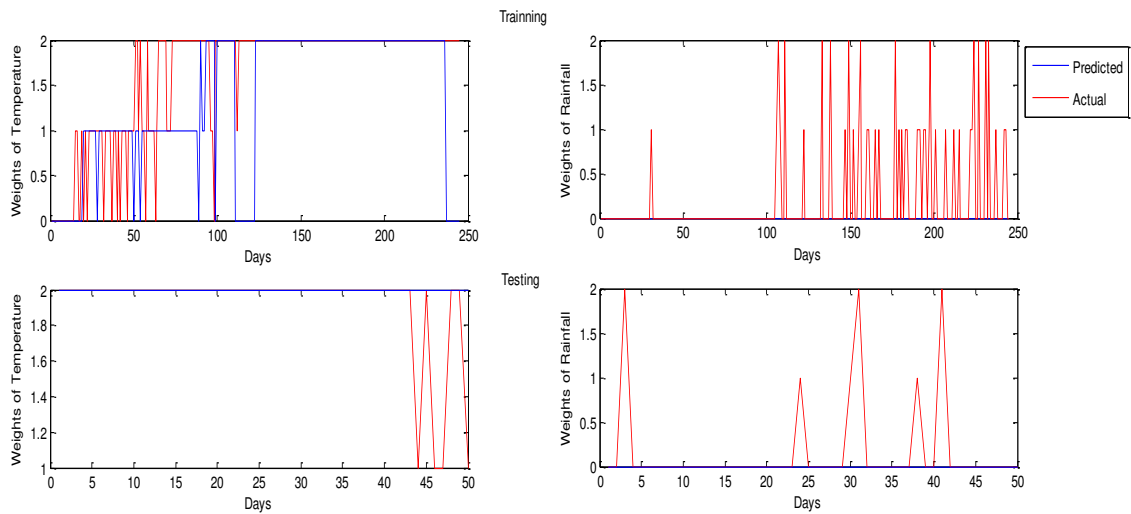 Trainning
Weights of Temperature
2
1.5
1
0.5
0
0 50 100 150 200 250
Days
Weights of Rainfall
2
1.5
1
0.5
0
0 50 100 150 200 250
Days
Predicted
Actual
Testing
Weights of Temperature
2
1.8
1.6
1.4
1.2
1
0 5 10 15 20 25 30 35 40 45 50
Days
Weights of Rainfall
2
1.5
1
0.5
0
0 5 10 15 20 25 30 35 40 45 50
Days